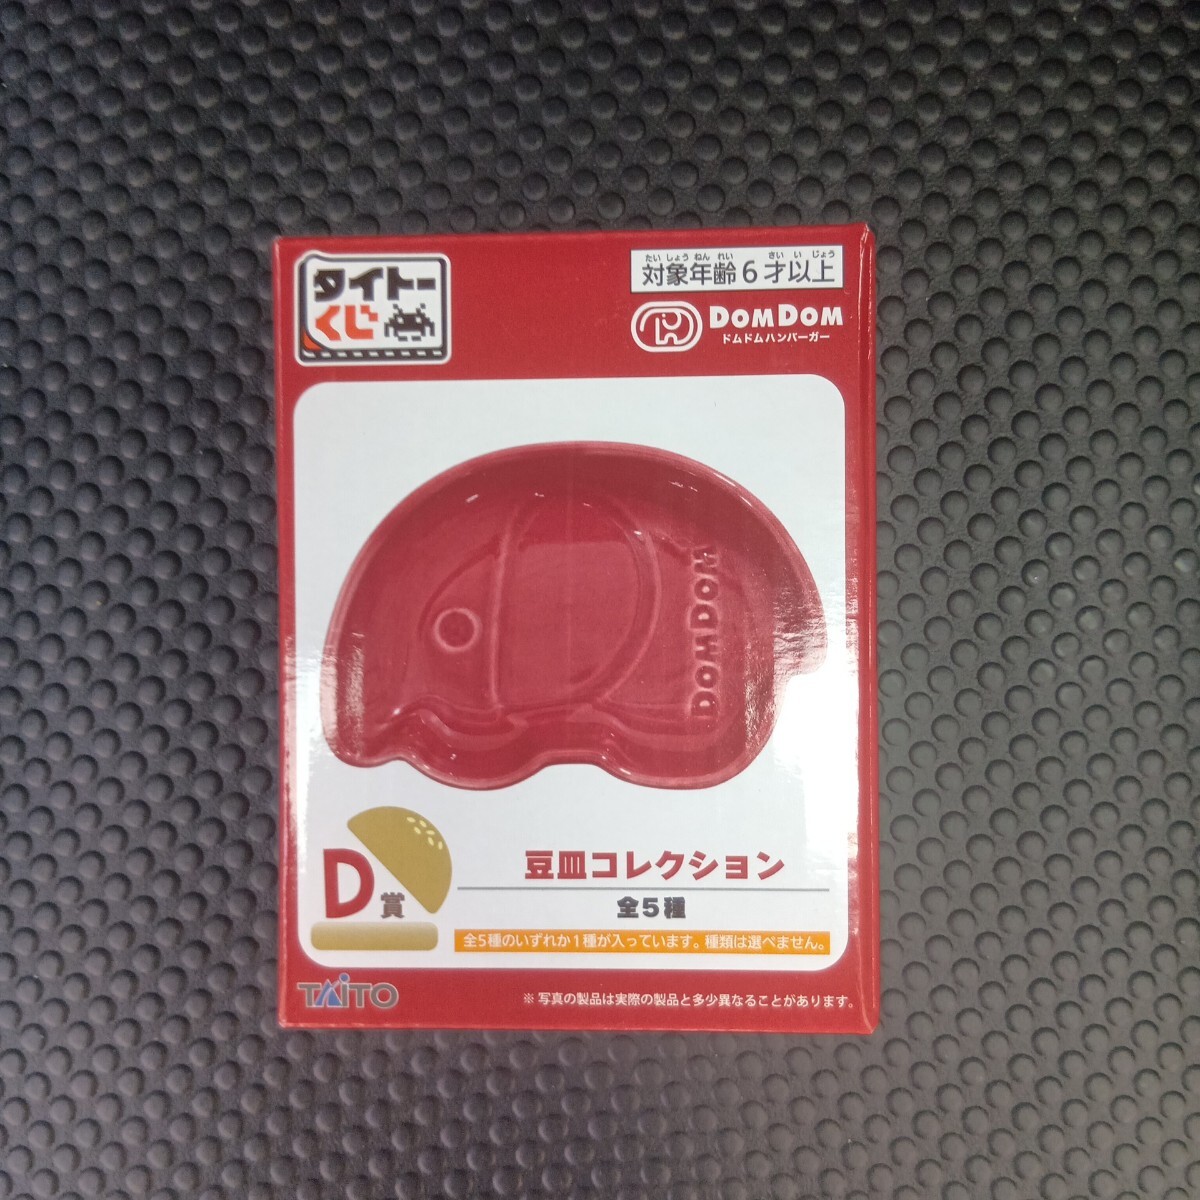 タイトー
くじ
たいしょうねんれい さい いじょう
対象年齢6才以上
DOMDOM
ドムドムハンバーガー
DOMDOM
D賞
豆皿コレクション
全5種
全5種のいずれか1種が入っています。種類は選べません。
TAITO
※写真の製品は実際の製品と多少異なることがあります。